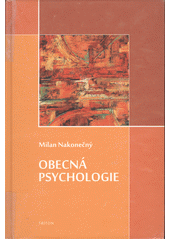 Milan Nakonečný
OBECNÁ
PSYCHOLOGIE
TRITON